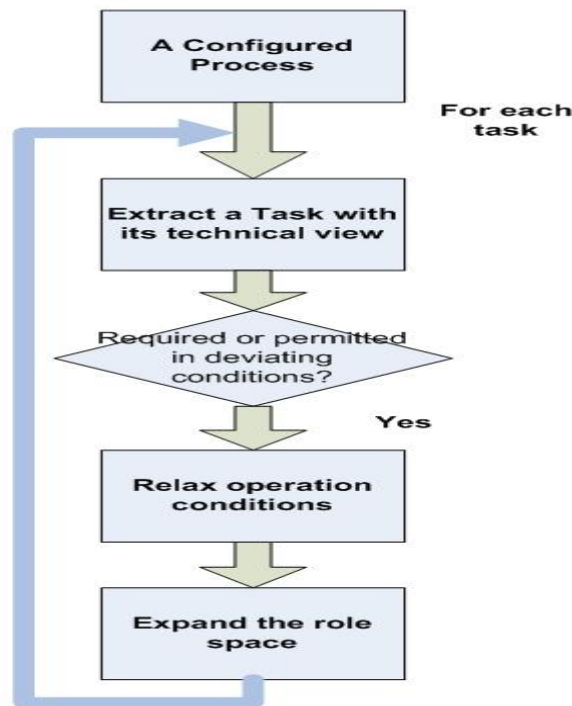 A Configured
Process
For each
task
Extract a Task with
its technical view
Required or permitted
in deviating
conditions?
Yes
Relax operation
conditions
Expand the role
space